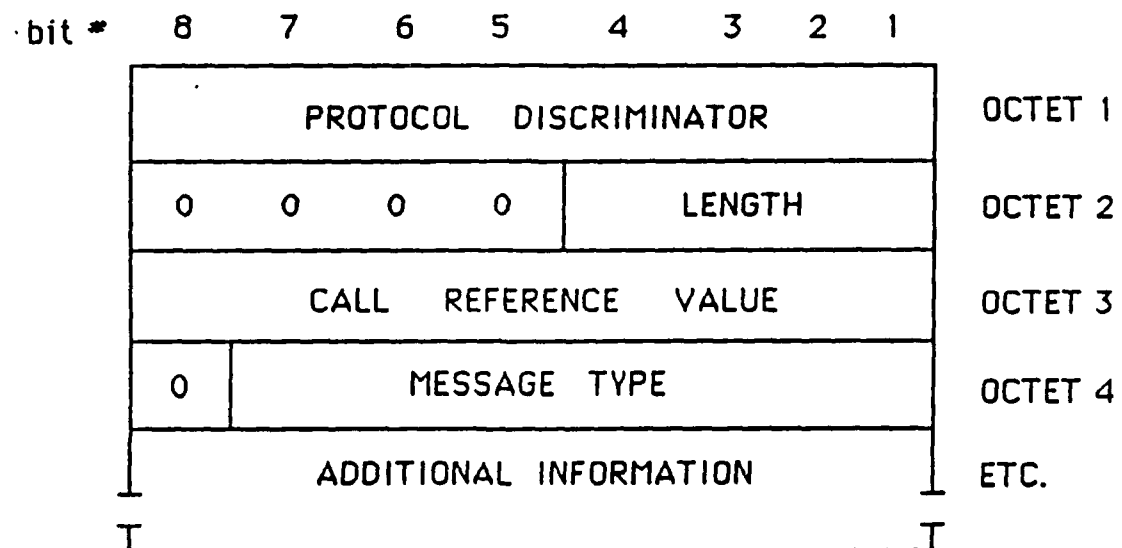 bit # 8 7 6 5 4 3 2 1
PROTOCOL DISCRIMINATOR OCTET 1
0 0 0 0 LENGTH OCTET 2
CALL REFERENCE VALUE OCTET 3
0 MESSAGE TYPE OCTET 4
ADDITIONAL INFORMATION ETC.